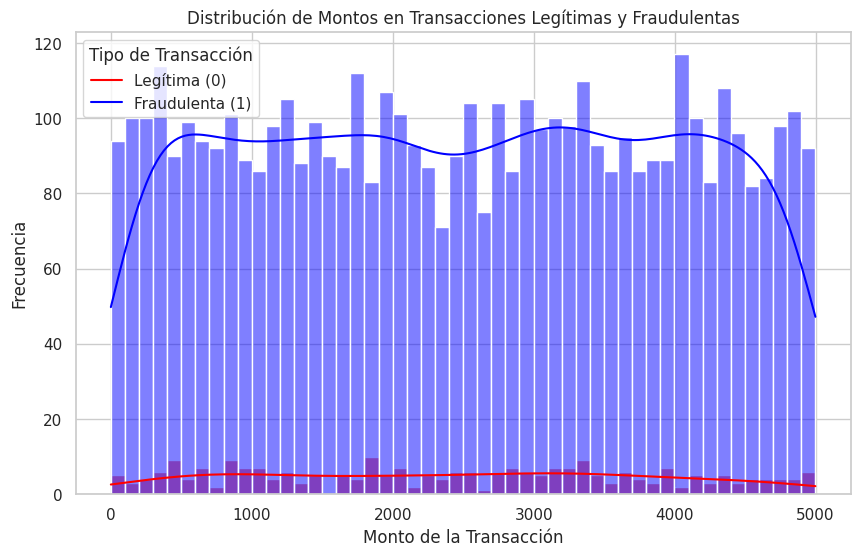 Distribución de Montos en Transacciones Legítimas y Fraudulentas
Tipo de Transacción
Legítima (0)
Fraudulenta (1)
Frecuencia
120
100
80
60
40
20
0
0 1000 2000 3000 4000 5000
Monto de la Transacción